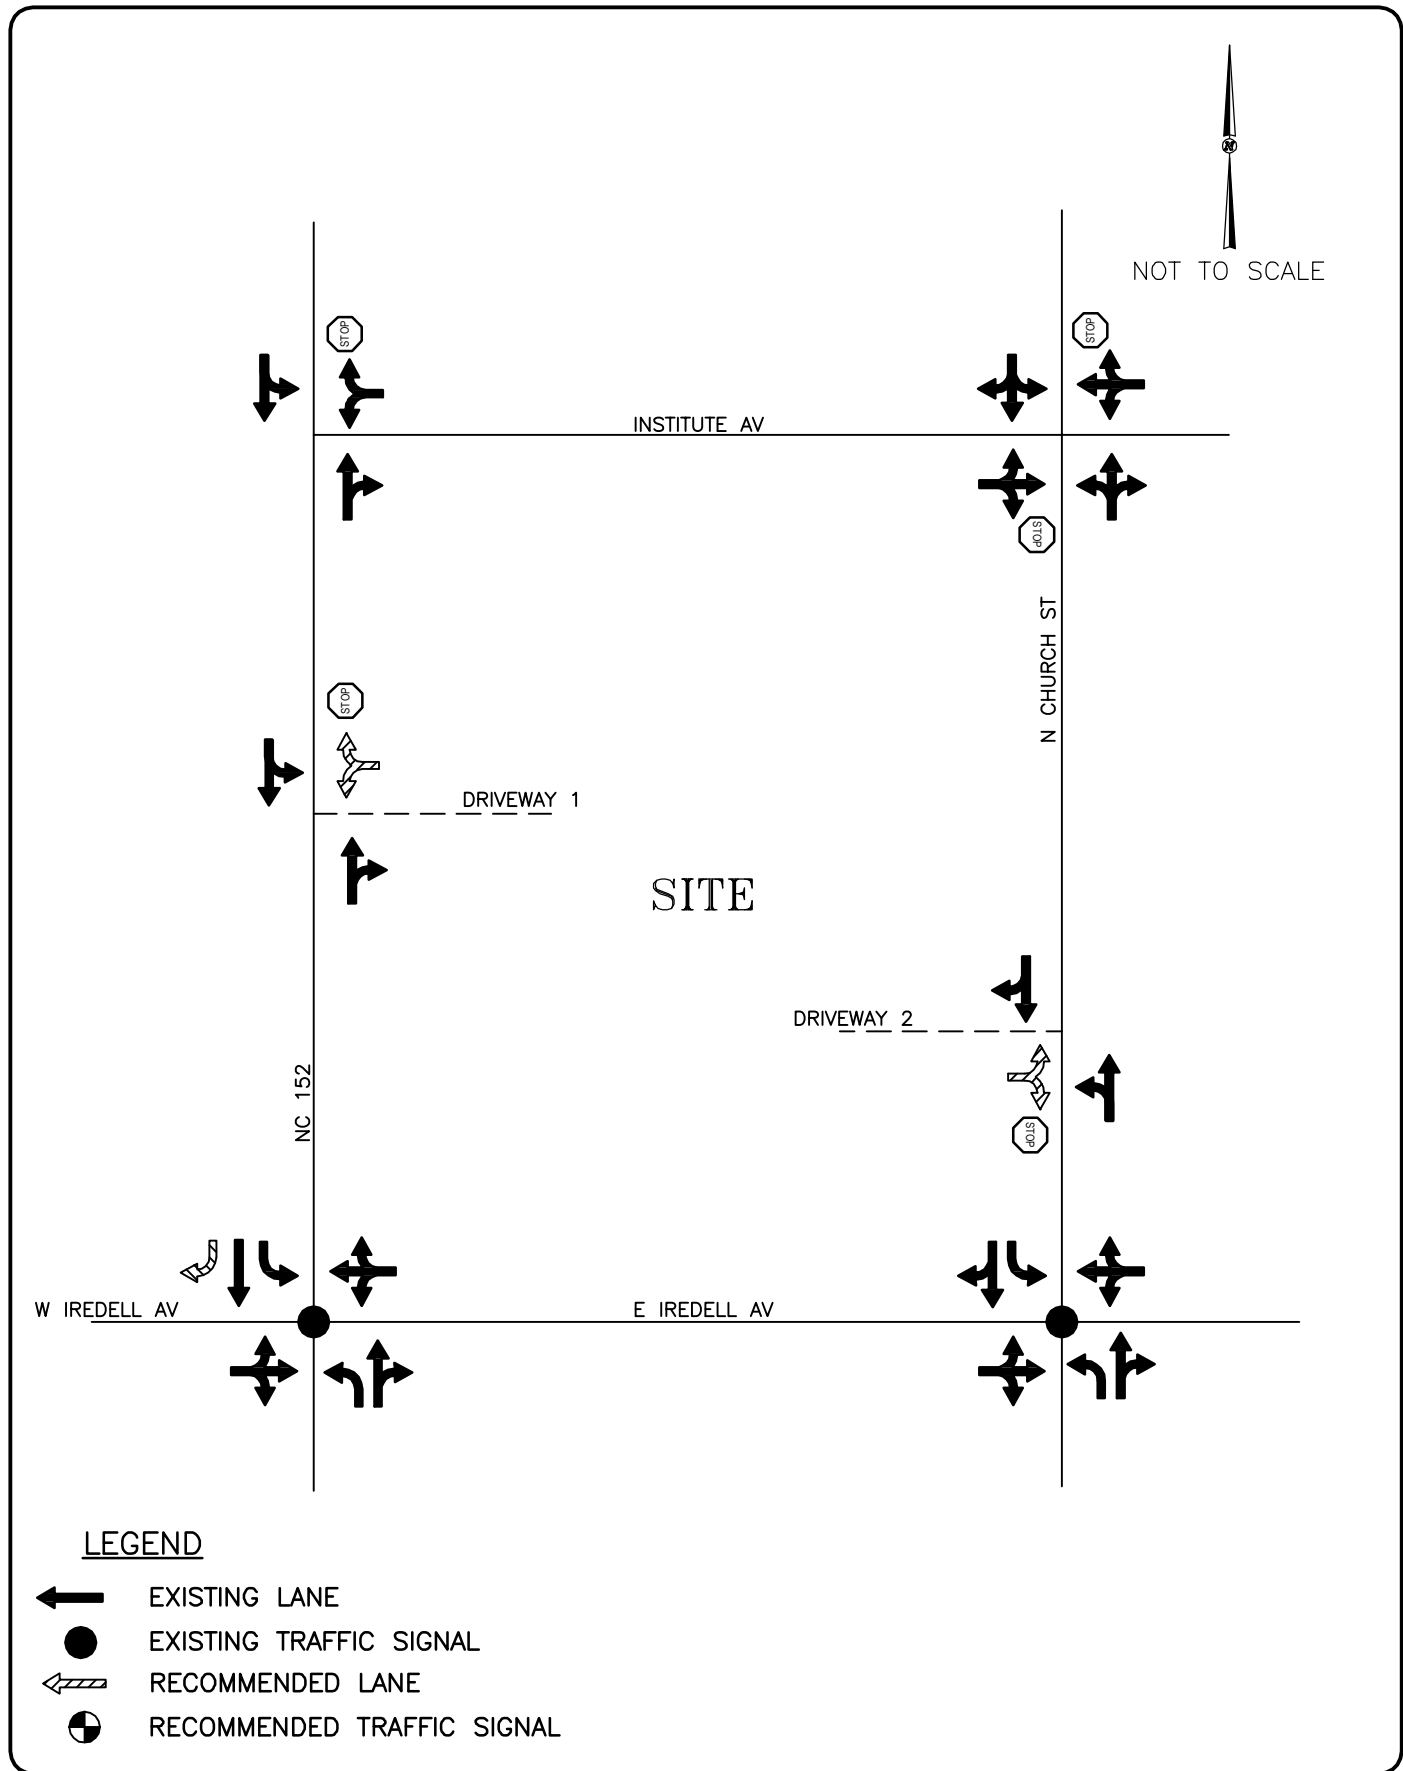 NOT TO SCALE
STOP
STOP
INSTITUTE AV
STOP
N CHURCH ST
STOP
DRIVEWAY 1
SITE
DRIVEWAY 2
STOP
NC 152
W IREDELL AV
E IREDELL AV
LEGEND
EXISTING LANE
EXISTING TRAFFIC SIGNAL
RECOMMENDED LANE
RECOMMENDED TRAFFIC SIGNAL